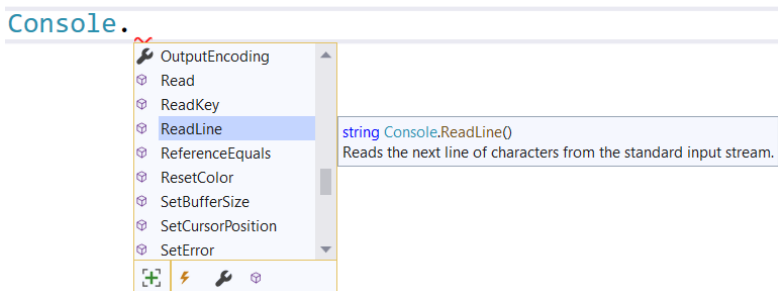 Console.
OutputEncoding
Read
ReadKey
ReadLine
string Console.ReadLine()
Reads the next line of characters from the standard input stream.
ReferenceEquals
ResetColor
SetBufferSize
SetCursorPosition
SetError